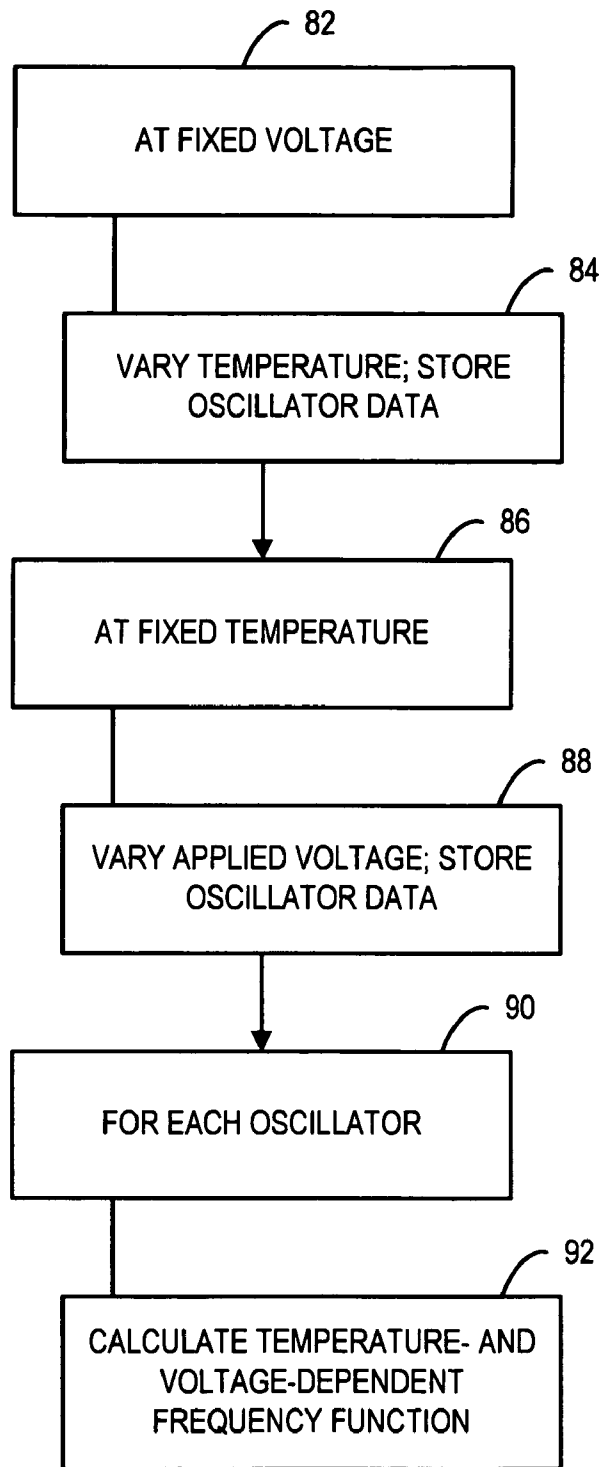 82
AT FIXED VOLTAGE
84
VARY TEMPERATURE; STORE
OSCILLATOR DATA
86
AT FIXED TEMPERATURE
88
VARY APPLIED VOLTAGE; STORE
OSCILLATOR DATA
90
FOR EACH OSCILLATOR
92
CALCULATE TEMPERATURE- AND
VOLTAGE-DEPENDENT
FREQUENCY FUNCTION